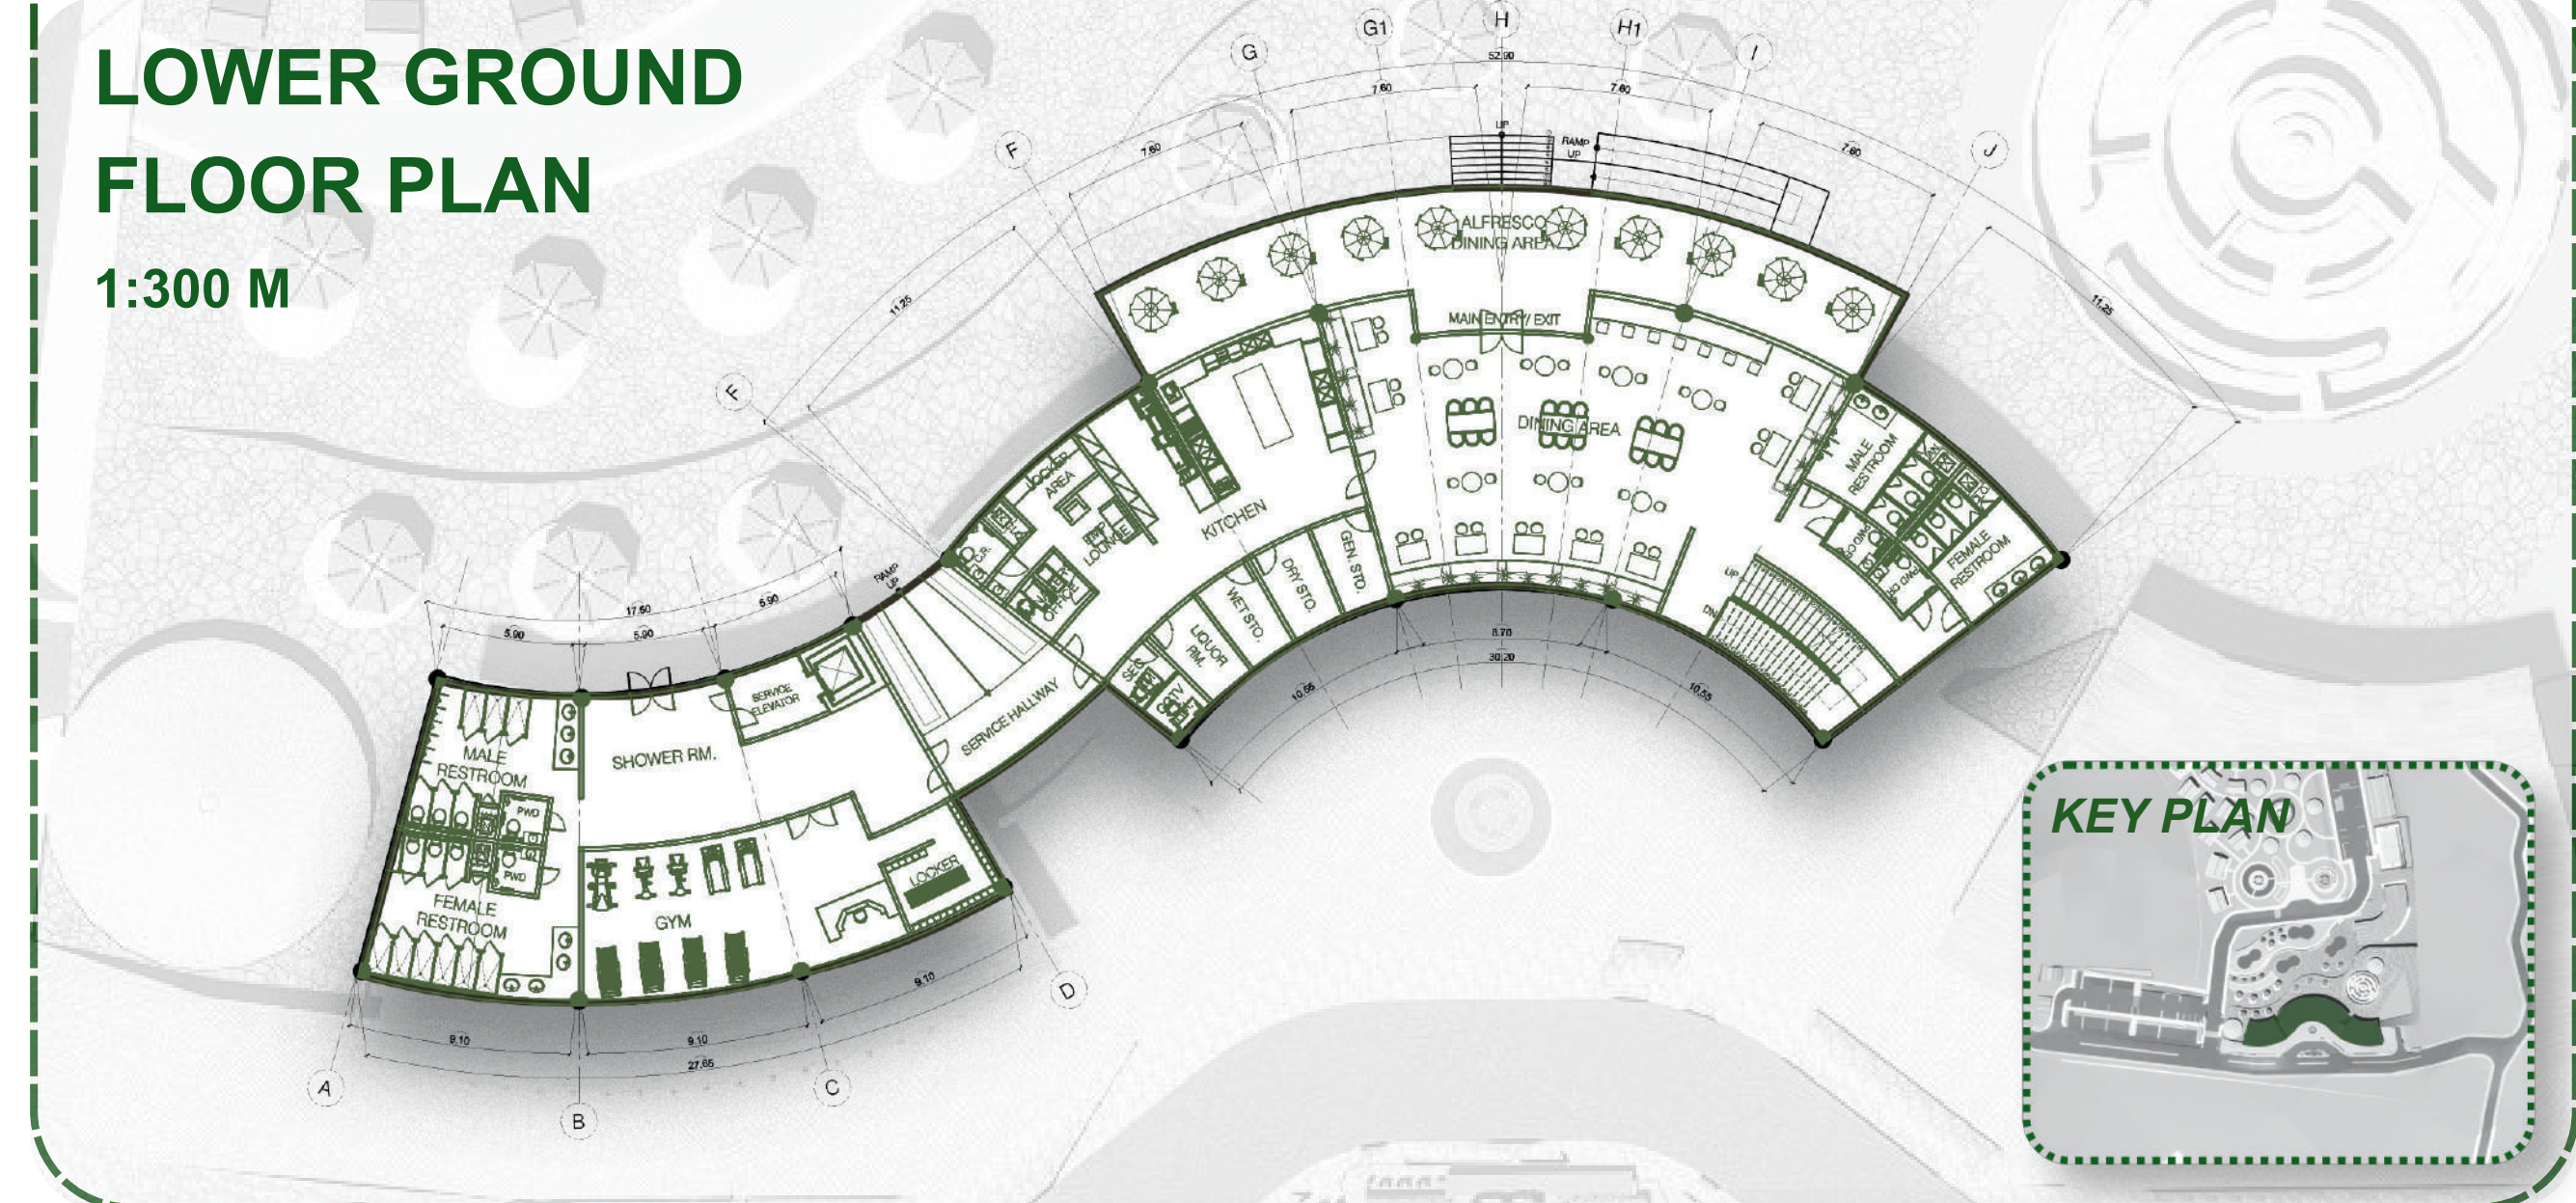 LOWER GROUND
FLOOR PLAN
1:300 M
G
G1
H
H1
I
52.90
7.60
7.60
F
7.60
UP
RAMP
UP
7.60
J
ALFRESCO
DINING AREA
11.25
11.25
MAIN ENTRY/ EXIT
F
DINING AREA
MALE
RESTROOM
LOCKER
AREA
KITCHEN
LOUNGE
C.R.
OFFICE
GEN. STO.
DRY STO.
WET STO.
LIQUOR
RM.
SEC.
CCTV
FEMALE
RESTROOM
UP
DN
RAMP
UP
17.60
5.90
5.90
5.90
8.70
30.20
10.55
10.55
SERVICE
ELEVATOR
SERVICE HALLWAY
SHOWER RM.
MALE
RESTROOM
PWD
PWD
FEMALE
RESTROOM
GYM
LOCKER
9.10
9.10
9.10
27.65
A
B
C
D
KEY PLAN